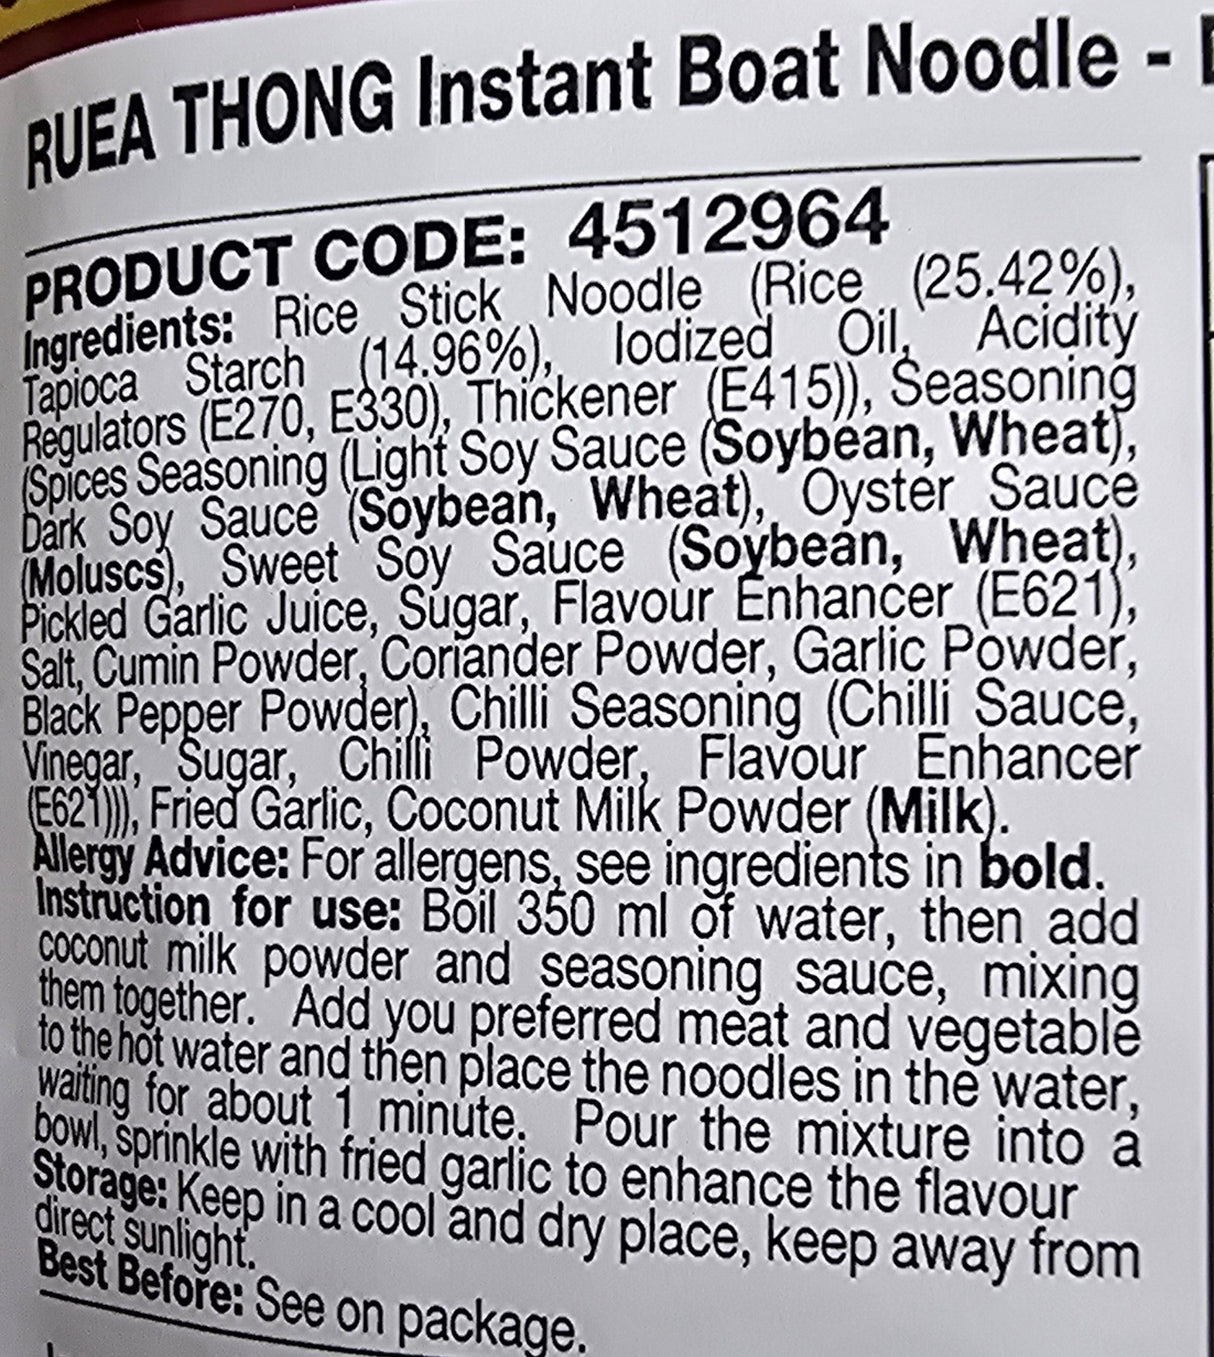 RUEA THONG Instant Boat Noodle -
PRODUCT CODE: 4512964
Ingredients: Rice Stick Noodle (Rice (25.42%),
Tapioca Starch (14.96%), Iodized Oil, Acidity
Regulators (E270, E330), Thickener (E415)), Seasoning
(Spices Seasoning (Light Soy Sauce (Soybean, Wheat),
Dark Soy Sauce (Soybean, Wheat), Oyster Sauce
(Moluscs), Sweet Soy Sauce (Soybean, Wheat),
Pickled Garlic Juice, Sugar, Flavour Enhancer (E621),
Salt, Cumin Powder, Coriander Powder, Garlic Powder,
Black Pepper Powder), Chilli Seasoning (Chilli Sauce,
Vinegar, Sugar, Chilli Powder, Flavour Enhancer
(E621))), Fried Garlic, Coconut Milk Powder (Milk).
Allergy Advice: For allergens, see ingredients in bold.
Instruction for use: Boil 350 ml of water, then add
coconut milk powder and seasoning sauce, mixing
them together. Add you preferred meat and vegetable
to the hot water and then place the noodles in the water,
waiting for about 1 minute. Pour the mixture into a
bowl, sprinkle with fried garlic to enhance the flavour
Storage: Keep in a cool and dry place, keep away from
direct sunlight.
Best Before: See on package.